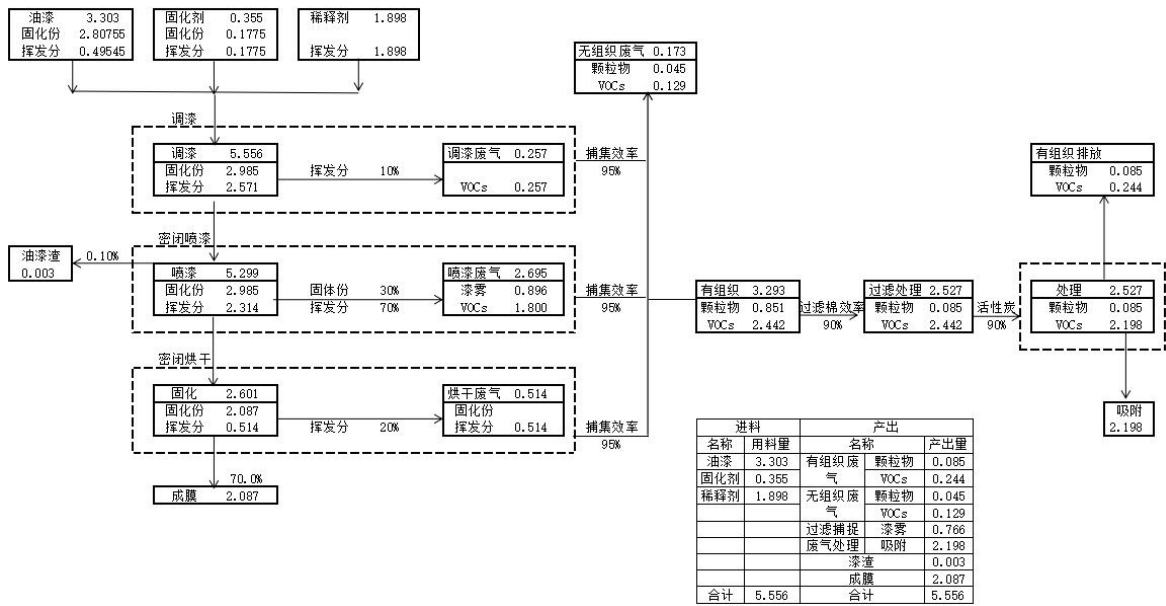 油漆 3.303
固化份 2.80755
挥发分 0.49545
固化剂 0.355
固化份 0.1775
挥发分 0.1775
稀释剂 1.898
挥发分 1.898
无组织废气 0.173
颗粒物 0.045
VOCs 0.129
调漆
调漆 5.556
固化份 2.985
挥发分 2.571
挥发分 10%
调漆废气 0.257
VOCs 0.257
捕集效率
95%
有组织排放
颗粒物 0.085
VOCs 0.244
密闭喷漆
油漆渣
0.003
0.10%
喷漆 5.299
固化份 2.985
挥发分 2.314
固体份 30%
挥发分 70%
喷漆废气 2.695
漆雾 0.896
VOCs 1.800
捕集效率
95%
有组织 3.293
颗粒物 0.851
VOCs 2.442
过滤棉效率
90%
过滤处理 2.527
颗粒物 0.085
VOCs 2.442
活性炭
90%
处理 2.527
颗粒物 0.085
VOCs 2.198
密闭烘干
固化 2.601
固化份 2.087
挥发分 0.514
挥发分 20%
烘干废气 0.514
固化份
挥发分 0.514
捕集效率
95%
吸附
2.198
70.0%
成膜 2.087
进料 产出
名称 用料量 名称 产出量
油漆 3.303 有组织废气 颗粒物 0.085
固化剂 0.355 VOCs 0.244
稀释剂 1.898 无组织废气 颗粒物 0.045
VOCs 0.129
过滤捕捉 漆雾 0.766
废气处理 吸附 2.198
漆渣 0.003
成膜 2.087
合计 5.556 合计 5.556